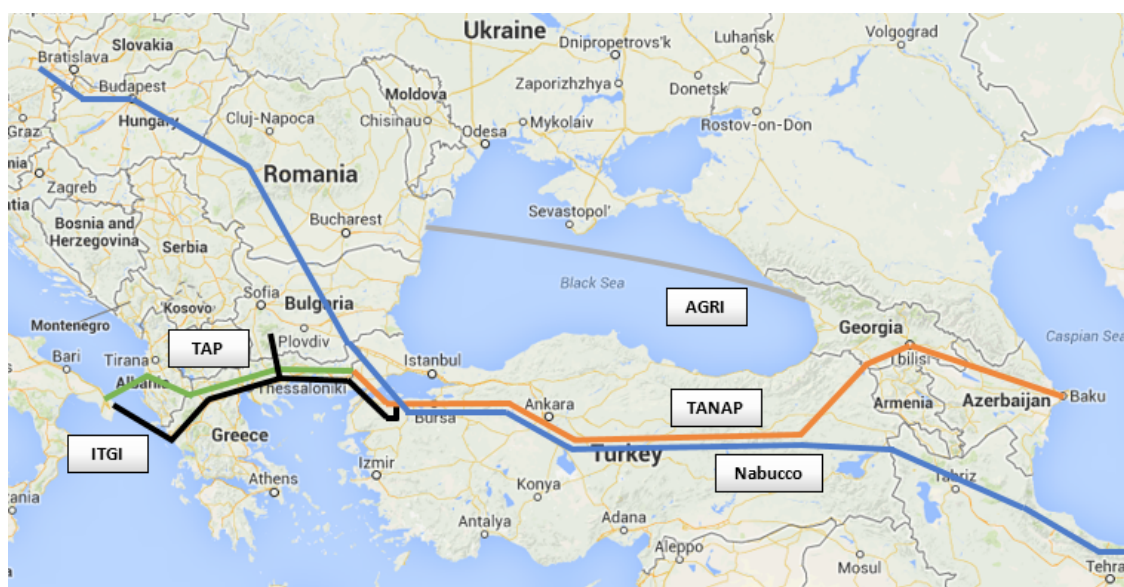 Ukraine
Slovakia
Bratislava
Dnipropetrovs'k
Luhansk
Volgograd
Budapest
Hungary
Moldova
Zaporizhzhya
Donetsk
Graz
Cluj-Napoca
Chisinau
Odesa
Mykolaiv
Rostov-on-Don
Zagreb
Romania
Bosnia and
Herzegovina
Serbia
Bucharest
Sevastopol'
Black Sea
Kosovo
Sofia
Bulgaria
AGRI
Montenegro
Plovdiv
Georgia
Caspian Sea
Bari
Tirana
TAP
Istanbul
Tbilisi
Albania
Thessaloniki
Bursa
Ankara
TANAP
Armenia
Azerbaijan
Baku
ITGI
Greece
Turkey
Nabucco
Izmir
Athens
Konya
Tabriz
Antalya
Adana
Aleppo
Mosul
Tehra